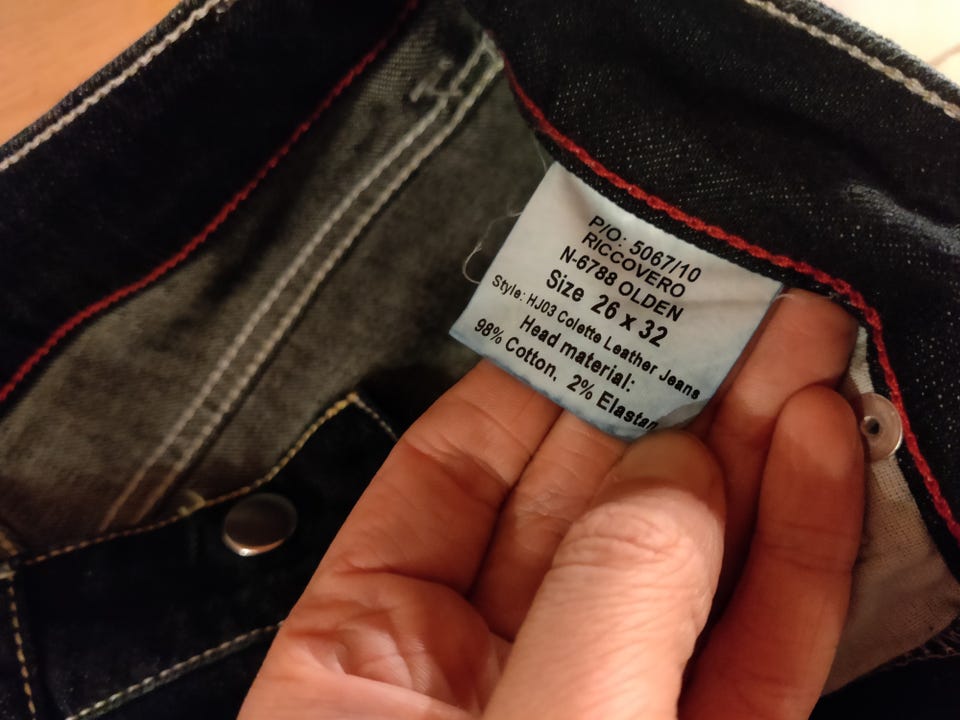 P/O: 5067/10
RICCOVERO
N-6788 OLDEN
Size 26 x 32
Style: HJ03 Colette Leather Jeans
Head material:
98% Cotton, 2% Elastan